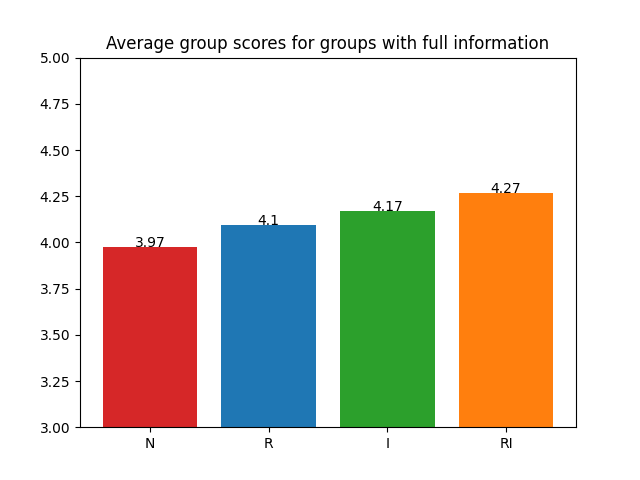 Average group scores for groups with full information
5.00
4.75
4.50
4.25
4.00
3.75
3.50
3.25
3.00
3.97
4.1
4.17
4.27
N
R
I
RI